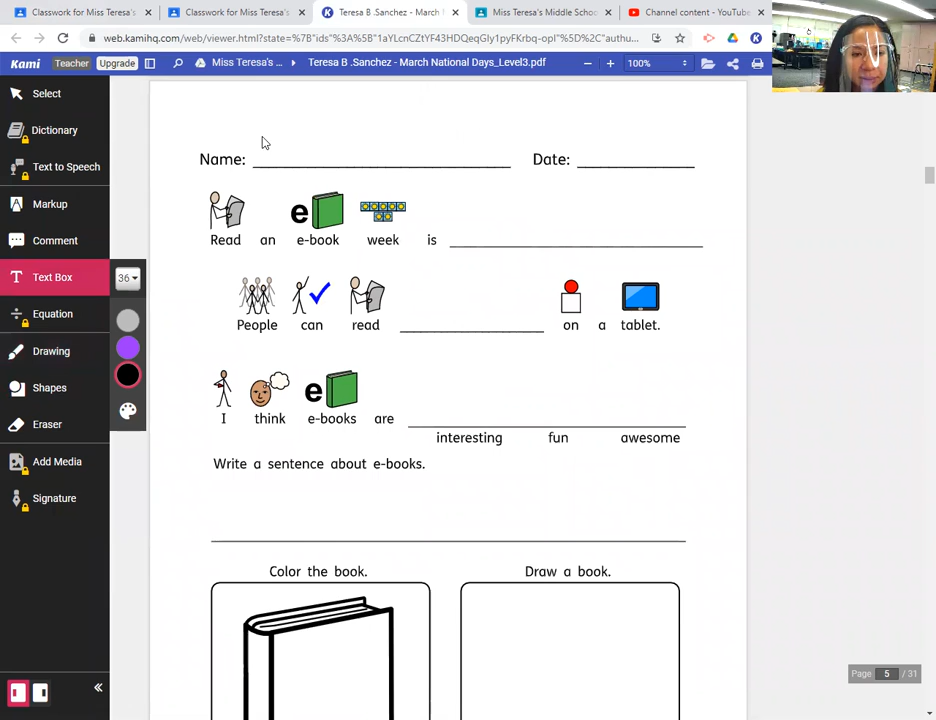 Classwork for Miss Teresa's Classwork for Miss Teresa's Teresa B .Sanchez - March Miss Teresa's Middle Schoo Channel content - YouTube
web.kamihq.com/web/viewer.html?state=%7B"ids"%3A%5B"1aYLcnCZtYF43HDQeqGly1pyFKrbq-opI"%5D%2C"authu...
Kami Teacher Upgrade Miss Teresa's ... Teresa B .Sanchez - March National Days_Level3.pdf 100%
Select
Dictionary
Text to Speech
Markup
Comment
Text Box 36
Equation
Drawing
Shapes
Eraser
Add Media
Signature
Name: Date:
e
Read an e-book week is
People can read on a tablet.
e
I think e-books are
interesting fun awesome
Write a sentence about e-books.
Color the book. Draw a book.
Page 5 / 31